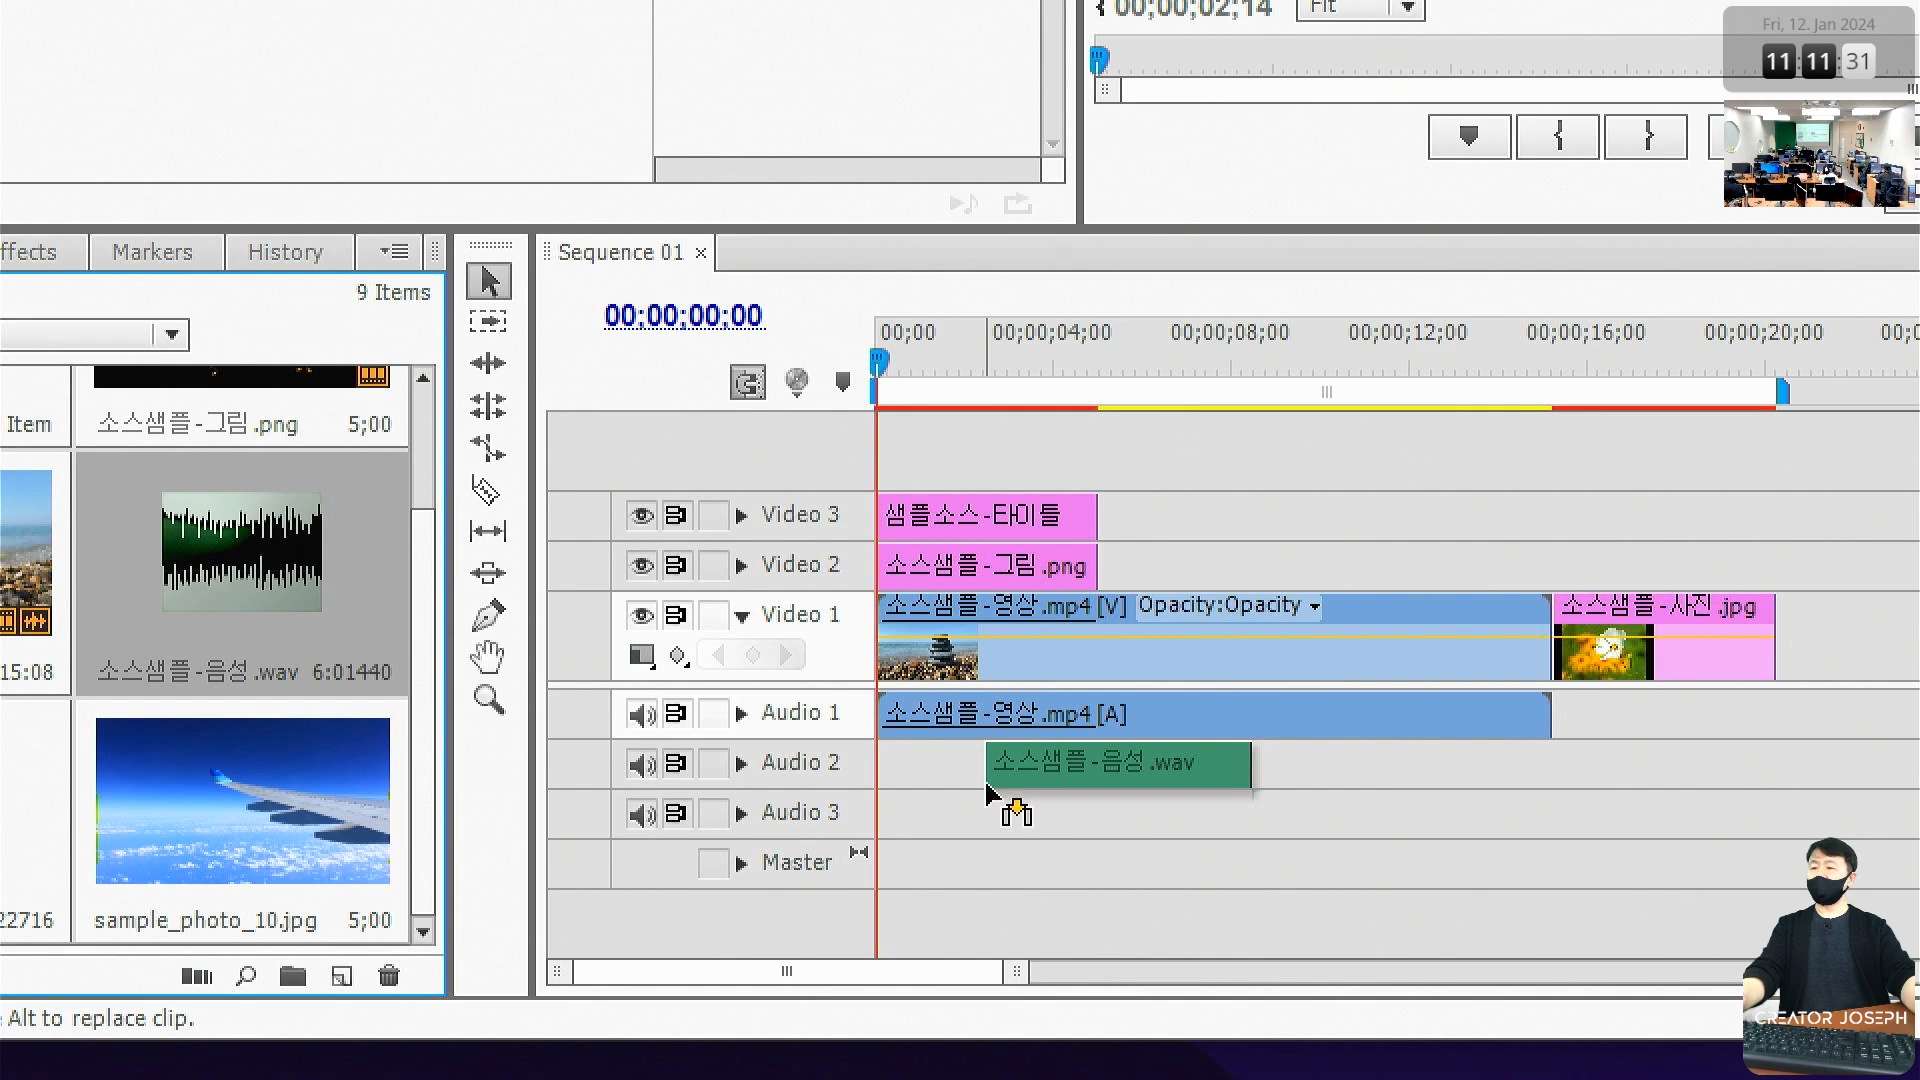 00;00;02;14
Fit
Fri, 12. Jan 2024
11 11 31
ffects
Markers
History
9 Items
Item
소스샘플-그림.png
5;00
15:08
소스샘플-음성.wav
6:01440
22716
sample_photo_10.jpg
5;00
Alt to replace clip.
Sequence 01 ×
00;00;00;00
00;00
00;00;04;00
00;00;08;00
00;00;12;00
00;00;16;00
00;00;20;00
Video 3
샘플소스-타이틀
Video 2
소스샘플-그림.png
Video 1
소스샘플-영상.mp4 [V]
Opacity:Opacity
소스샘플-사진.jpg
Audio 1
소스샘플-영상.mp4 [A]
Audio 2
소스샘플-음성.wav
Audio 3
Master
CREATOR JOSEPH